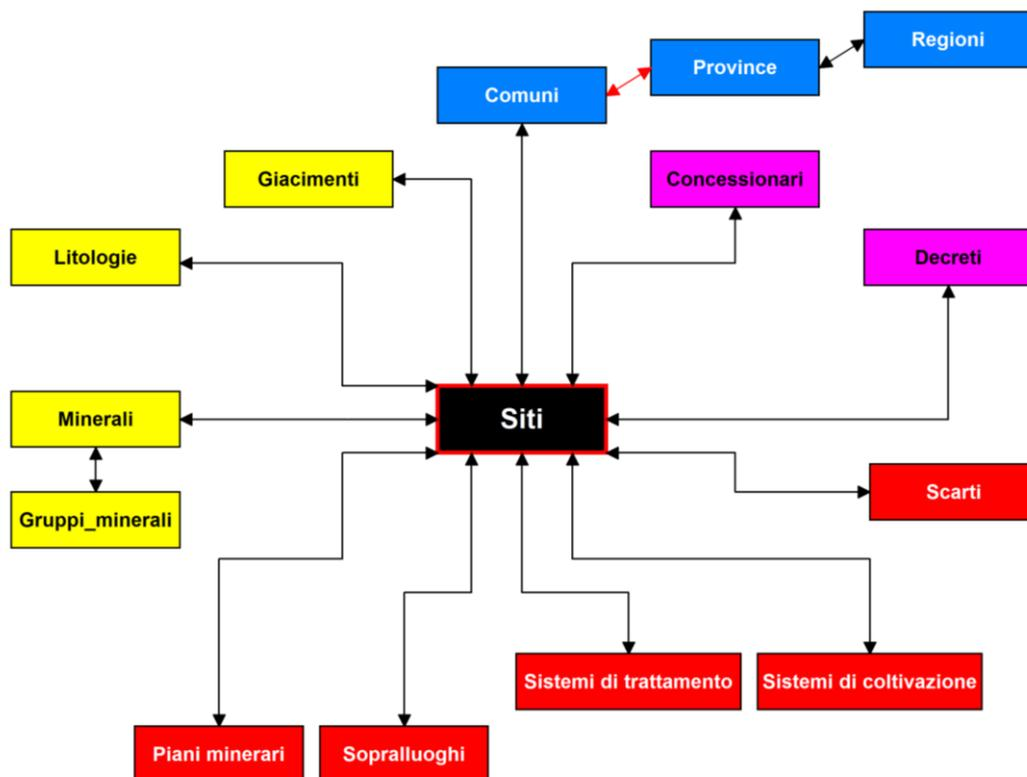 Regioni
Province
Comuni
Giacimenti
Concessionari
Litologie
Decreti
Siti
Minerali
Scarti
Gruppi_minerali
Sistemi di trattamento
Sistemi di coltivazione
Piani minerari
Sopralluoghi